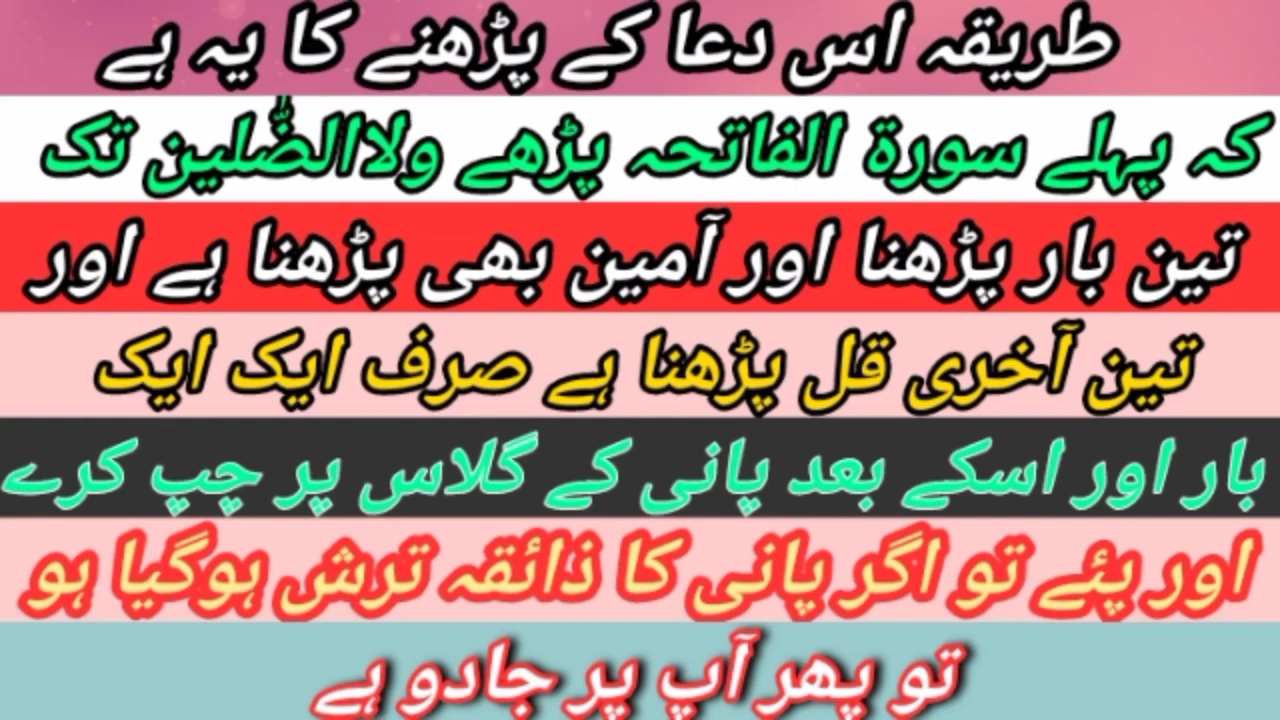 طریقہ اس دعا کے پڑھنے کا یہ ہے
کہ پہلے سورۃ الفاتحہ پڑھے ولاالضّٰلین تک
تین بار پڑھنا اور آمین بھی پڑھنا ہے اور
تین آخری قل پڑھنا ہے صرف ایک ایک
بار اور اسکے بعد پانی کے گلاس پر چپ کرے
اور پئے تو اگر پانی کا ذائقہ ترش ہوگیا ہو
تو پھر آپ پر جادو ہے